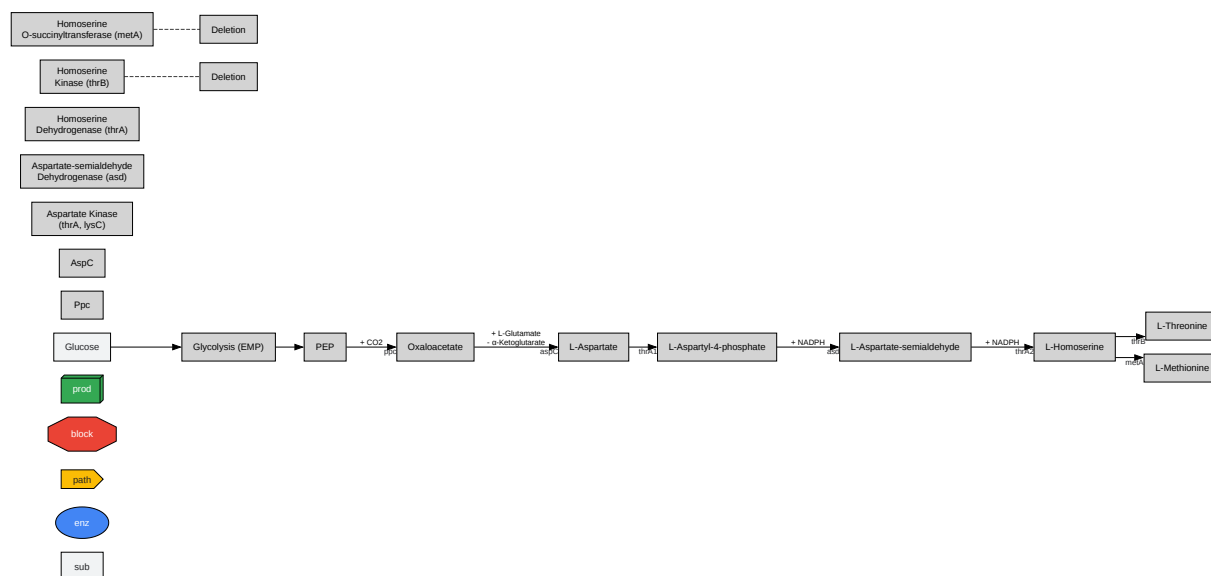 Homoserine
O-succinyltransferase (metA)
Deletion
Homoserine
Kinase (thrB)
Deletion
Homoserine
Dehydrogenase (thrA)
Aspartate-semialdehyde
Dehydrogenase (asd)
Aspartate Kinase
(thrA, lysC)
AspC
Ppc
Glucose
Glycolysis (EMP)
PEP
+ CO2
ppc
Oxaloacetate
+ L-Glutamate
- α-Ketoglutarate
aspC
L-Aspartate
thrA1
L-Aspartyl-4-phosphate
+ NADPH
asd
L-Aspartate-semialdehyde
+ NADPH
thrA2
L-Homoserine
thrB
L-Threonine
metA
L-Methionine
prod
block
path
enz
sub